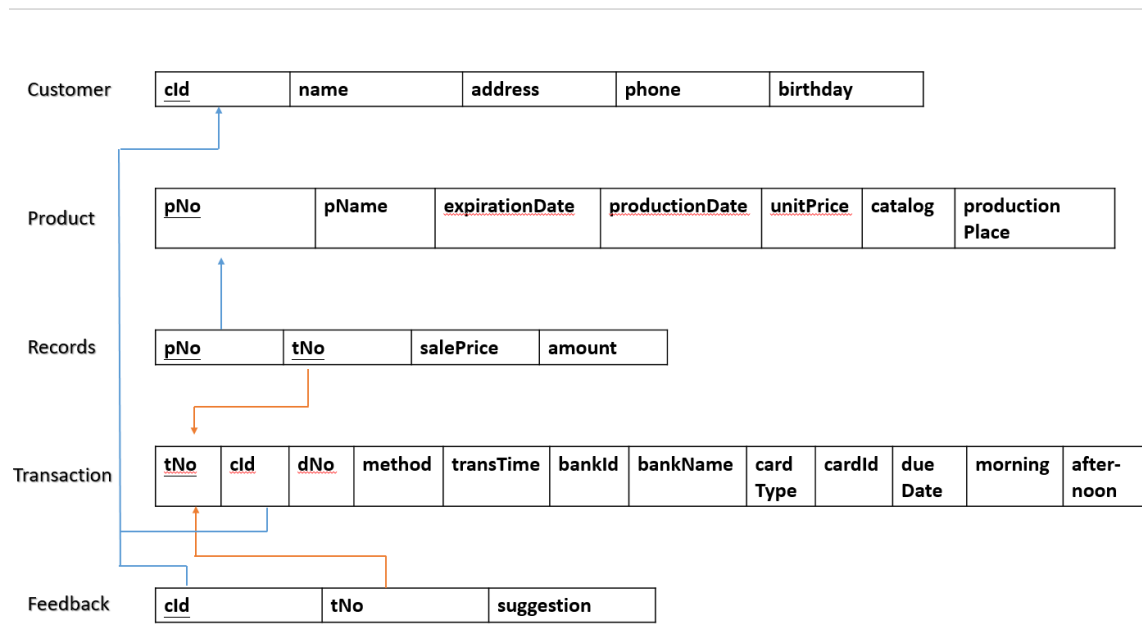 Customer
cId name address phone birthday
Product
pNo pName expirationDate productionDate unitPrice catalog production
Place
Records
pNo tNo salePrice amount
Transaction
tNo cId dNo method transTime bankId bankName card cardId due morning after-
Type Date noon
Feedback
cId tNo suggestion